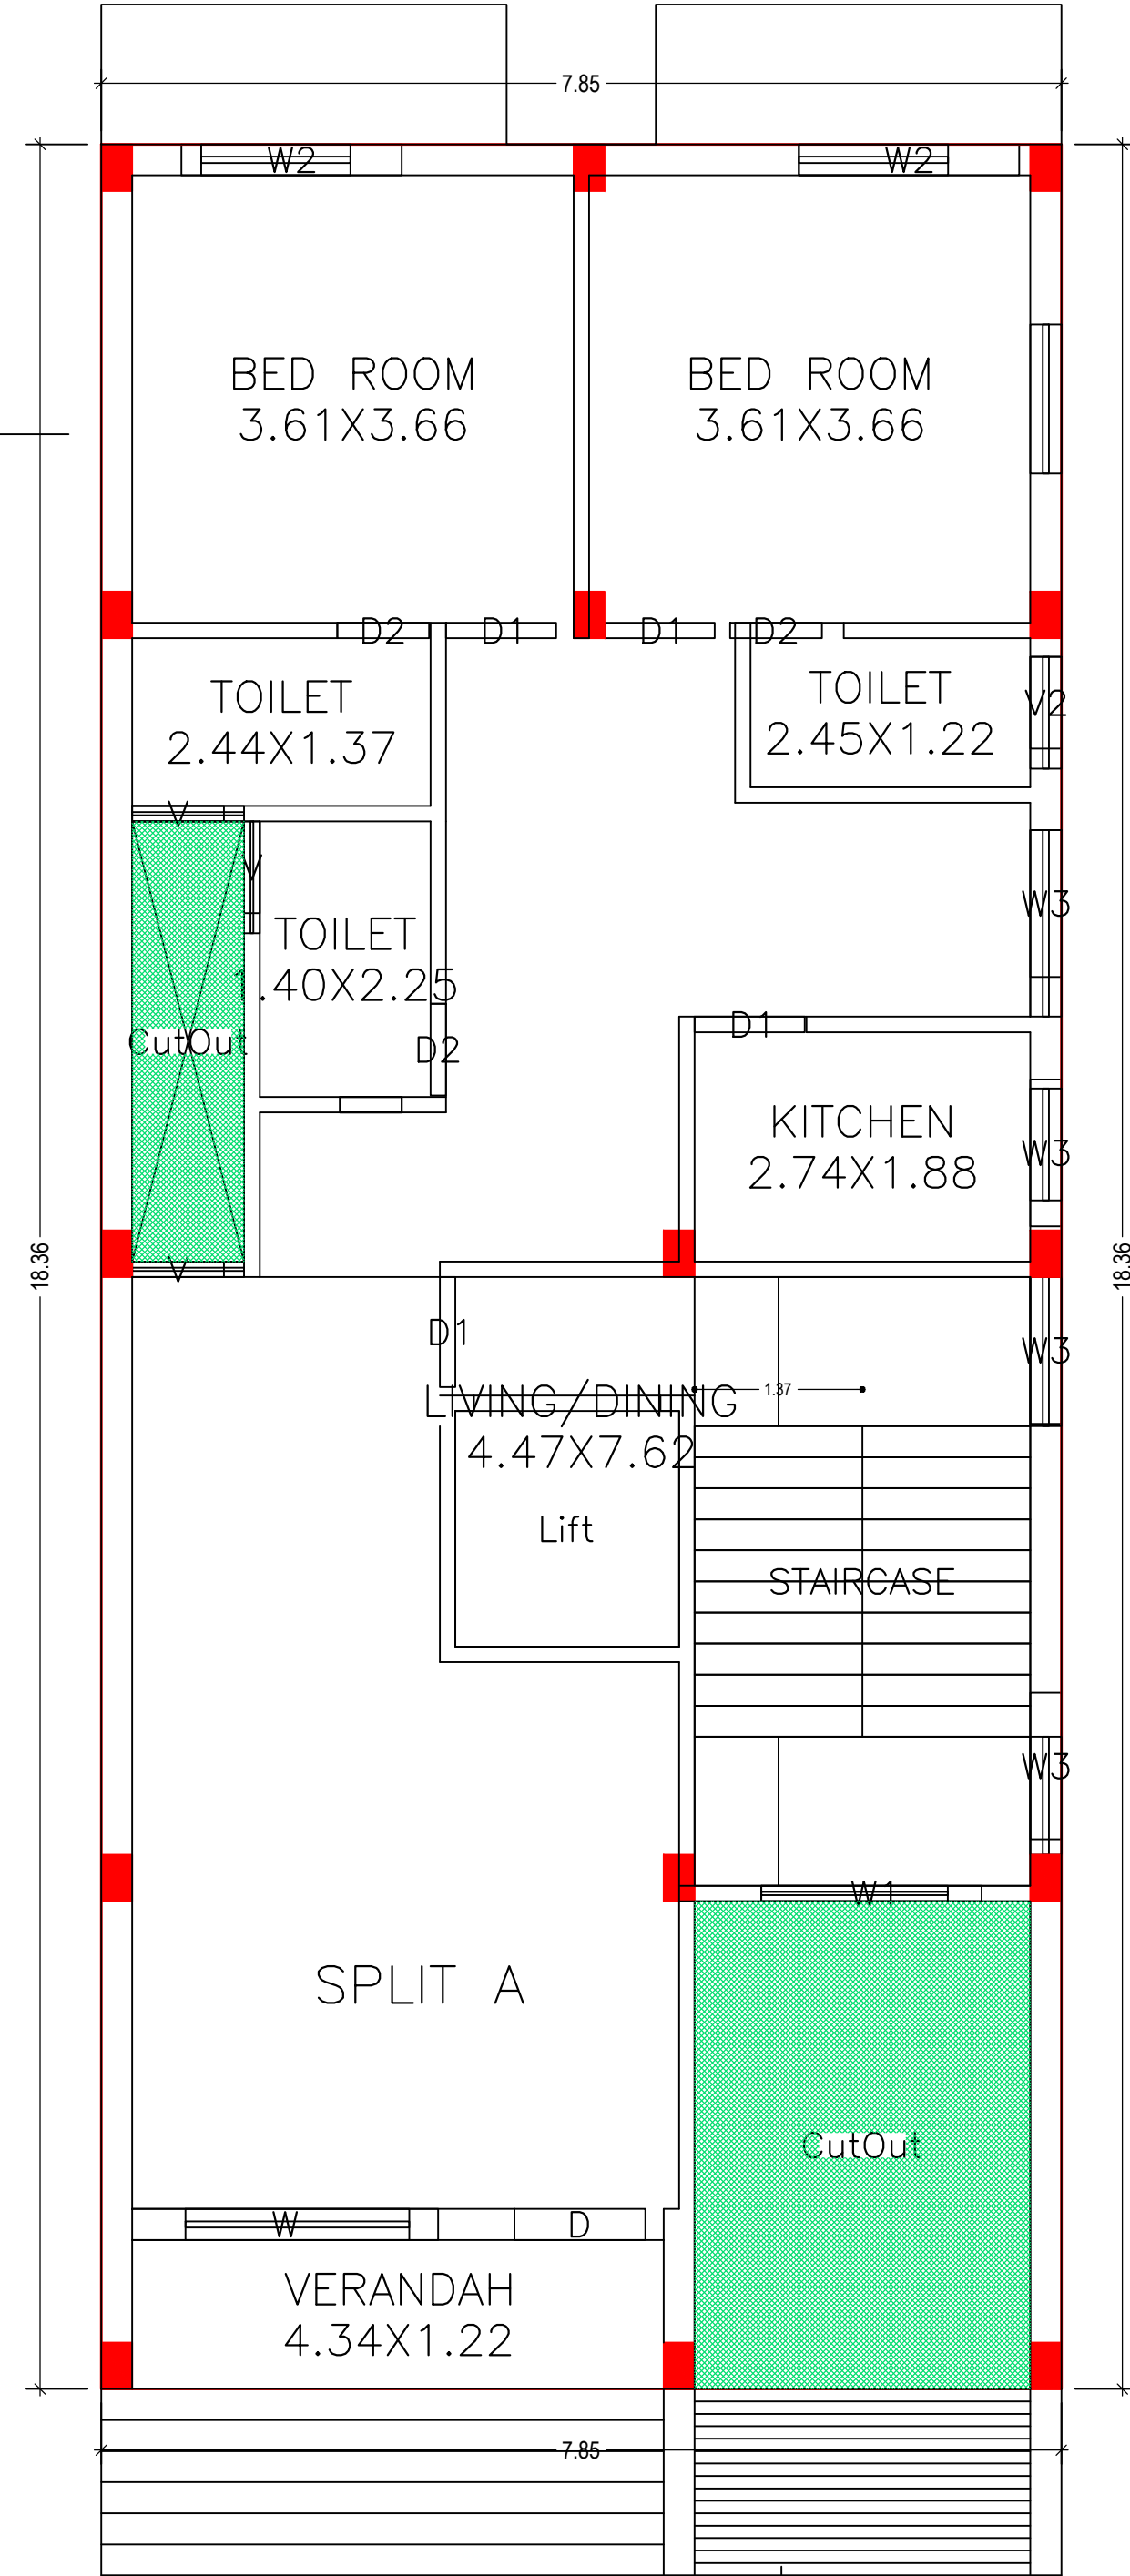 7.85
W2
W2
BED ROOM
3.61X3.66
BED ROOM
3.61X3.66
D2
D1
D1
D2
TOILET
2.44X1.37
TOILET
2.45X1.22
V2
V
V
TOILET
1.40X2.25
W3
CutOut
D2
D1
KITCHEN
2.74X1.88
W3
18.36
18.36
V
D1
W3
LIVING/DINING
4.47X7.62
1.37
Lift
STAIRCASE
W3
W1
SPLIT A
CutOut
W
D
VERANDAH
4.34X1.22
7.85